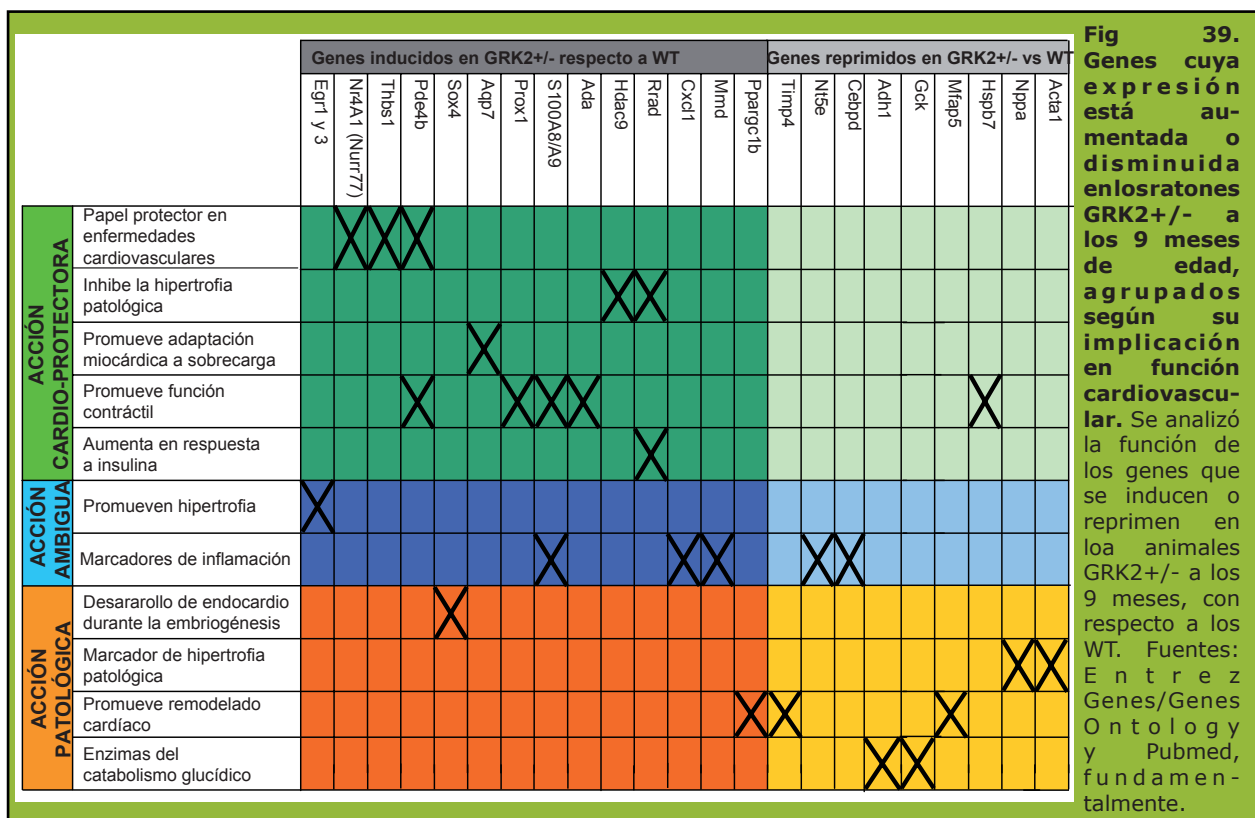 Genes inducidos en GRK2+/- respecto a WT
Genes reprimidos en GRK2+/- vs WT
Egr1 y 3
Nr4A1 (Nurr77)
Thbs1
Pde4b
Sox4
Aqp7
Prox1
S100A8/A9
Ada
Hdac9
Rrad
Cxcl1
Mmd
Ppargc1b
Timp4
Nt5e
Cebpd
Adh1
Gck
Mfap5
Hspb7
Nppa
Acta1
ACCIÓN
CARDIO-PROTECTORA
Papel protector en
enfermedades
cardiovasculares
Inhibe la hipertrofia
patológica
Promueve adaptación
miocárdica a sobrecarga
Promueve función
contráctil
Aumenta en respuesta
a insulina
ACCIÓN
AMBIGUA
Promueven hipertrofia
Marcadores de inflamación
ACCIÓN
PATOLÓGICA
Desararollo de endocardio
durante la embriogénesis
Marcador de hipertrofia
patológica
Promueve remodelado
cardíaco
Enzimas del
catabolismo glucídico
Fig 39.
Genes cuya
expresión
está au-
mentada o
disminuida
enlosratones
GRK2+/- a
los 9 meses
de edad,
agrupados
según su
implicación
en función
cardiovascu-
lar. Se analizó
la función de
los genes que
se inducen o
reprimen en
loa animales
GRK2+/- a los
9 meses, con
respecto a los
WT. Fuentes:
Entrez
Genes/Genes
Ontology
y Pubmed,
fundamen-
talmente.